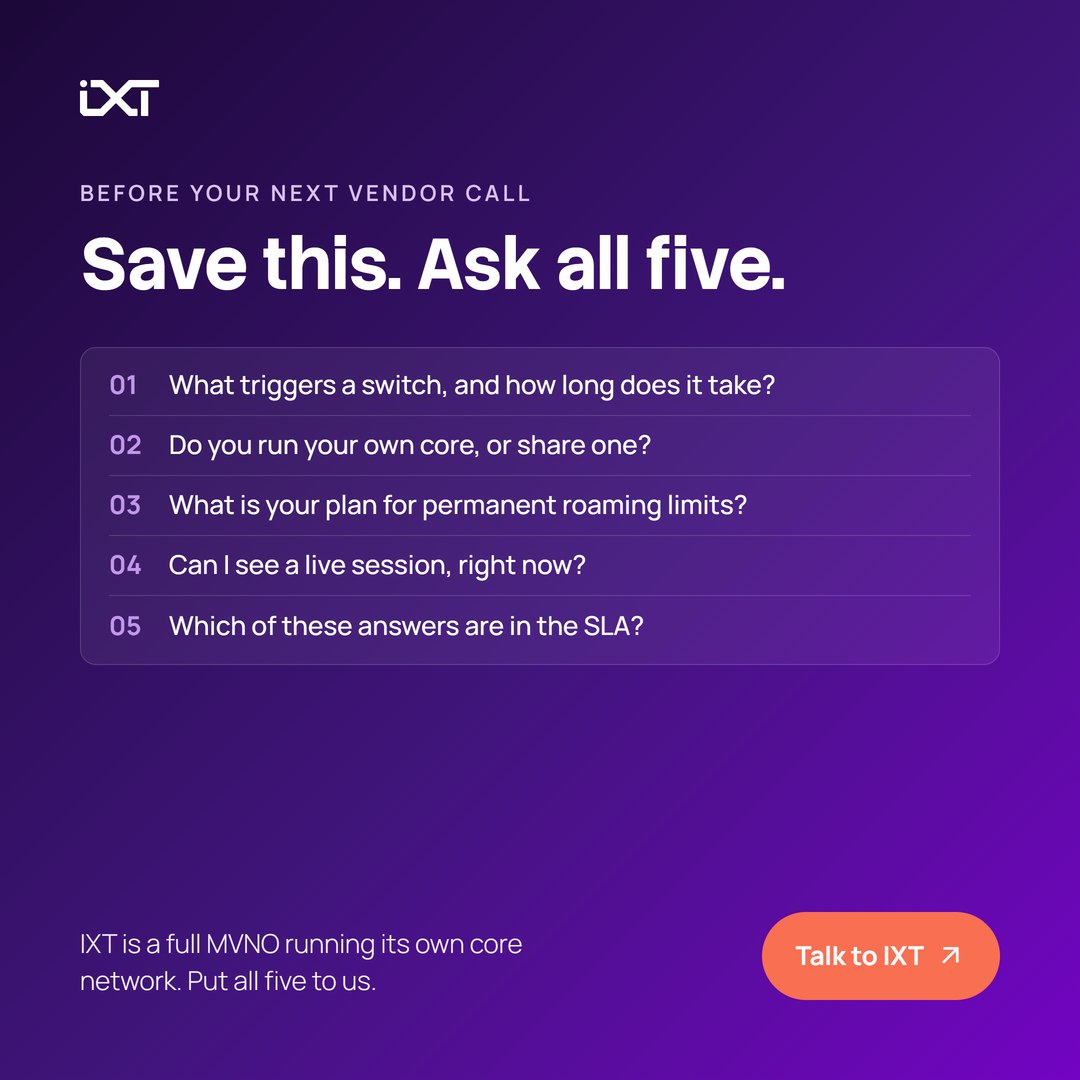 iXT
BEFORE YOUR NEXT VENDOR CALL
Save this. Ask all five.
01 What triggers a switch, and how long does it take?
02 Do you run your own core, or share one?
03 What is your plan for permanent roaming limits?
04 Can I see a live session, right now?
05 Which of these answers are in the SLA?
IXT is a full MVNO running its own core
network. Put all five to us.
Talk to IXT ↗